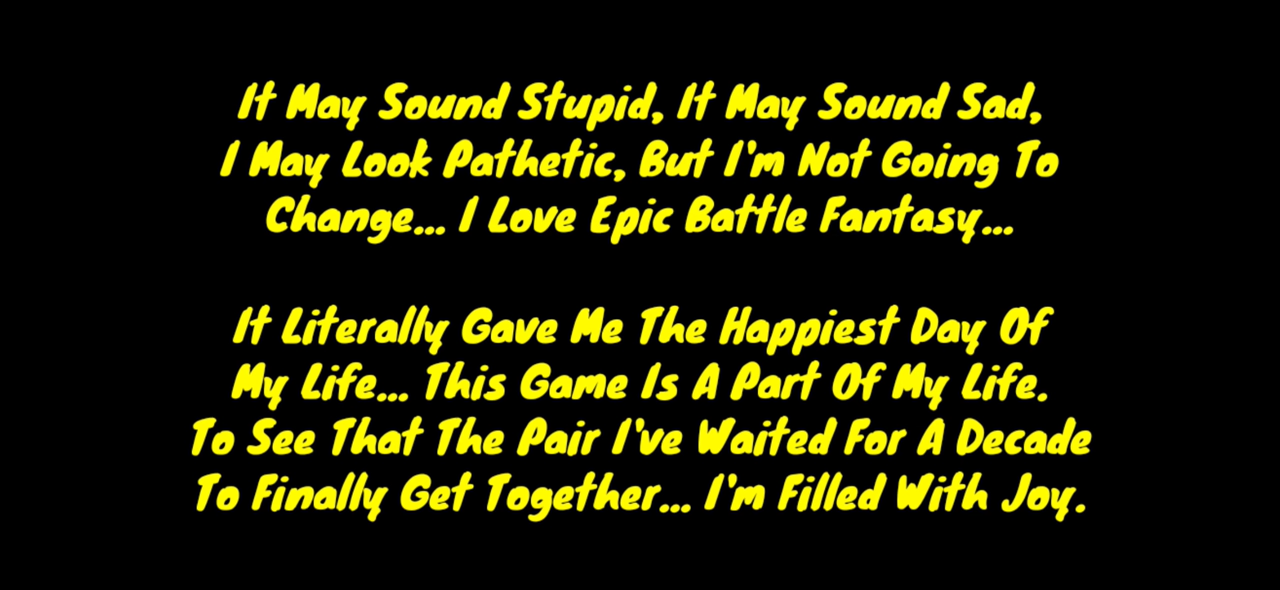 It May Sound Stupid, It May Sound Sad,
I May Look Pathetic, But I'm Not Going To
Change... I Love Epic Battle Fantasy...
It Literally Gave Me The Happiest Day Of
My Life... This Game Is A Part Of My Life.
To See That The Pair I've Waited For A Decade
To Finally Get Together... I'm Filled With Joy.